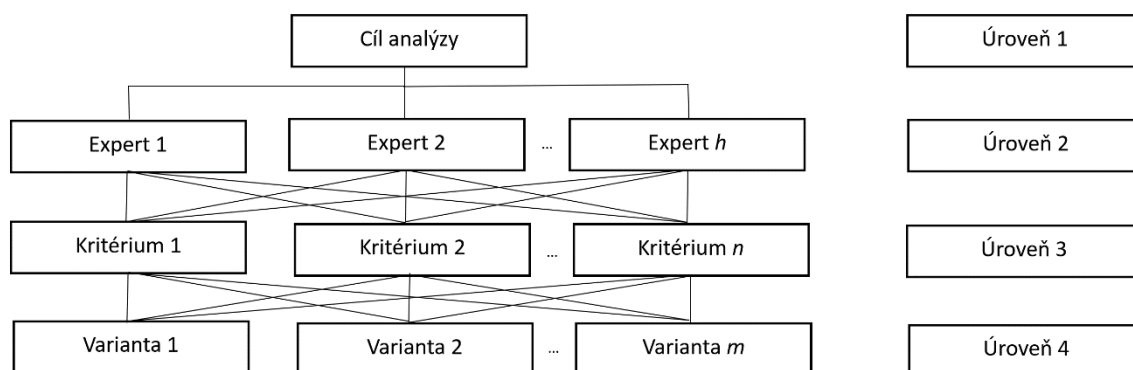 Cíl analýzy Úroveň 1
Expert 1 Expert 2 ... Expert h Úroveň 2
Kritérium 1 Kritérium 2 ... Kritérium n Úroveň 3
Varianta 1 Varianta 2 ... Varianta m Úroveň 4